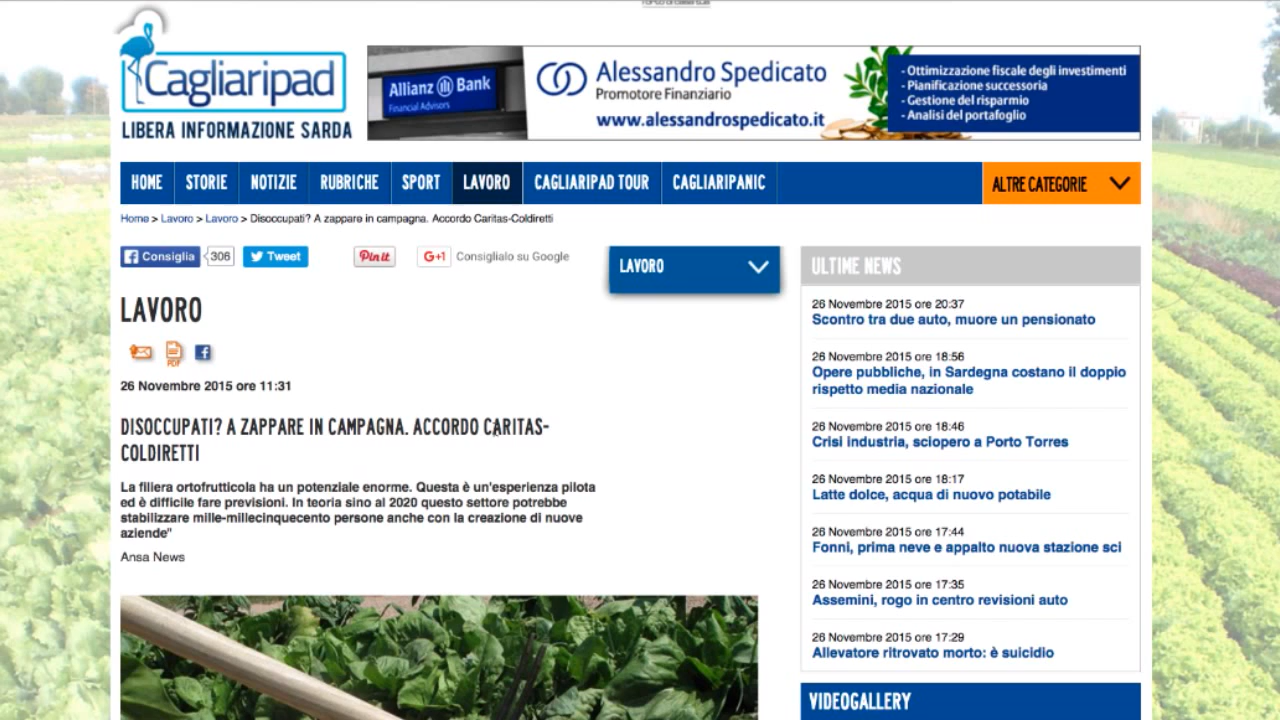 Cagliaripad
LIBERA INFORMAZIONE SARDA
Allianz Bank
Financial Advisors
Alessandro Spedicato
Promotore Finanziario
www.alessandrospedicato.it
- Ottimizzazione fiscale degli investimenti
- Pianificazione successoria
- Gestione del risparmio
- Analisi del portafoglio
HOME STORIE NOTIZIE RUBRICHE SPORT LAVORO CAGLIARIPAD TOUR CAGLIARIPANIC ALTRE CATEGORIE
Home > Lavoro > Lavoro > Disoccupati? A zappare in campagna. Accordo Caritas-Coldiretti
Consiglia 306 Tweet Pin it G+1 Consiglialo su Google
LAVORO
LAVORO
PDF
26 Novembre 2015 ore 11:31
DISOCCUPATI? A ZAPPARE IN CAMPAGNA. ACCORDO CARITAS-
COLDIRETTI
La filiera ortofrutticola ha un potenziale enorme. Questa è un'esperienza pilota
ed è difficile fare previsioni. In teoria sino al 2020 questo settore potrebbe
stabilizzare mille-millecinquecento persone anche con la creazione di nuove
aziende"
Ansa News
ULTIME NEWS
26 Novembre 2015 ore 20:37
Scontro tra due auto, muore un pensionato
26 Novembre 2015 ore 18:56
Opere pubbliche, in Sardegna costano il doppio
rispetto media nazionale
26 Novembre 2015 ore 18:46
Crisi industria, sciopero a Porto Torres
26 Novembre 2015 ore 18:17
Latte dolce, acqua di nuovo potabile
26 Novembre 2015 ore 17:44
Fonni, prima neve e appalto nuova stazione sci
26 Novembre 2015 ore 17:35
Assemini, rogo in centro revisioni auto
26 Novembre 2015 ore 17:29
Allevatore ritrovato morto: è suicidio
VIDEOGALLERY